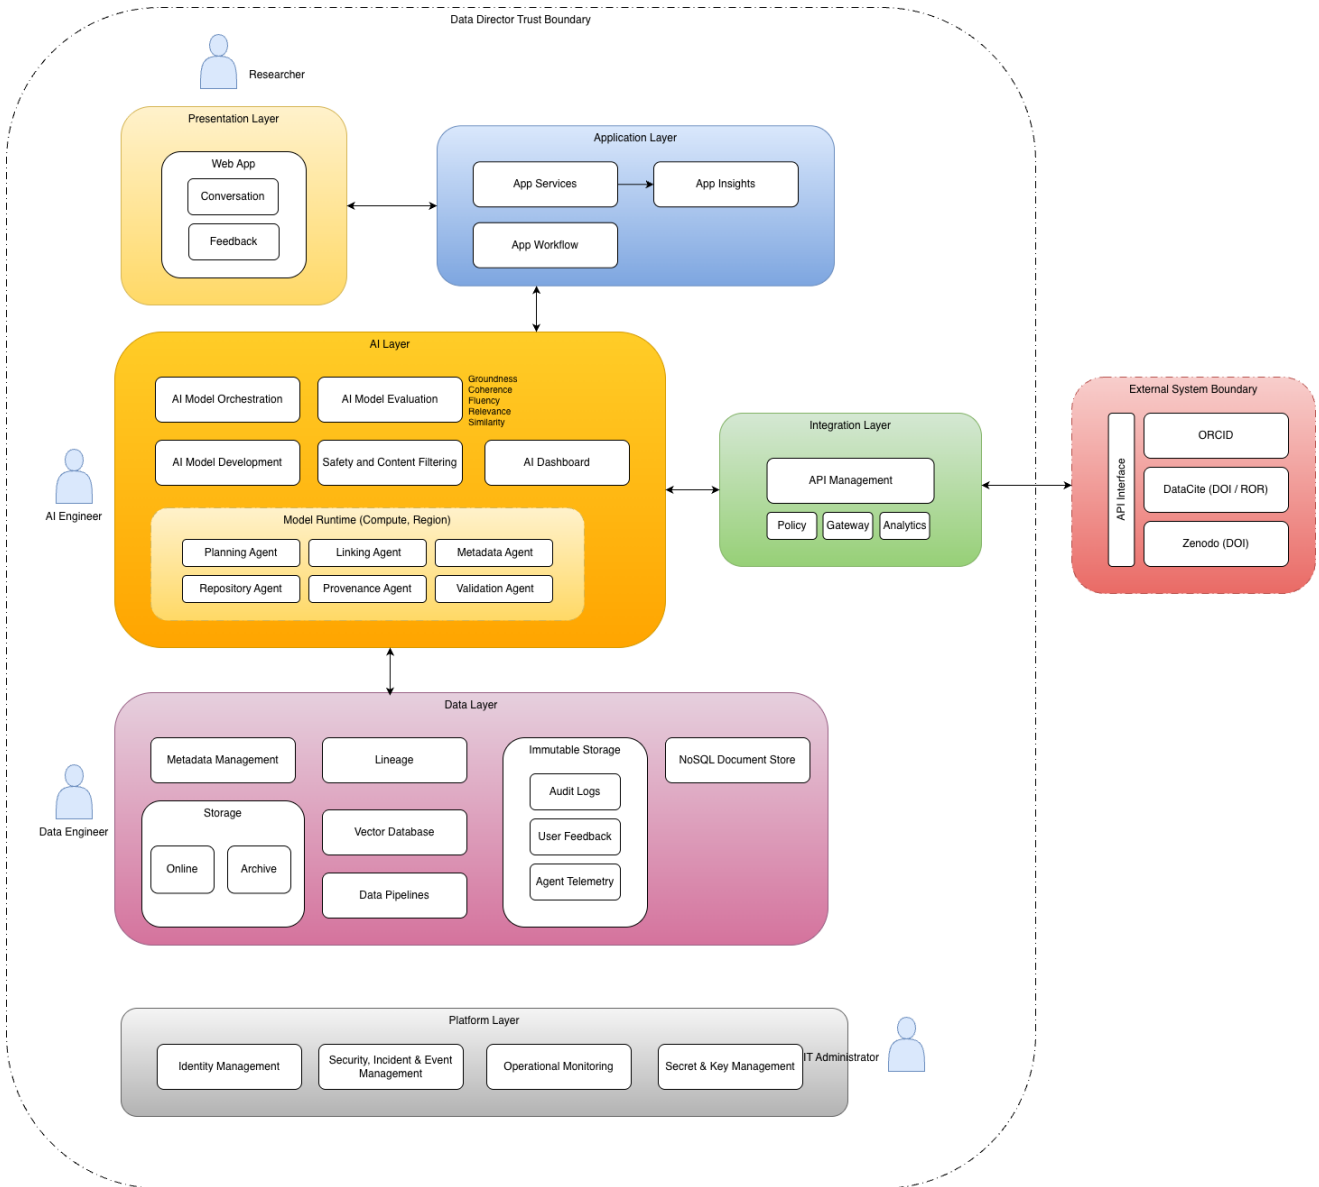 Data Director Trust Boundary
Researcher
Presentation Layer
Web App
Conversation
Feedback
Application Layer
App Services
App Insights
App Workflow
AI Layer
AI Model Orchestration
AI Model Evaluation
Groundness
Coherence
Fluency
Relevance
Similarity
AI Model Development
Safety and Content Filtering
AI Dashboard
AI Engineer
Model Runtime (Compute, Region)
Planning Agent
Linking Agent
Metadata Agent
Repository Agent
Provenance Agent
Validation Agent
Integration Layer
API Management
Policy
Gateway
Analytics
External System Boundary
API Interface
ORCID
DataCite (DOI / ROR)
Zenodo (DOI)
Data Layer
Metadata Management
Lineage
Immutable Storage
NoSQL Document Store
Audit Logs
Storage
Vector Database
User Feedback
Data Engineer
Online
Archive
Agent Telemetry
Data Pipelines
Platform Layer
Identity Management
Security, Incident & Event
Management
Operational Monitoring
Secret & Key Management
IT Administrator